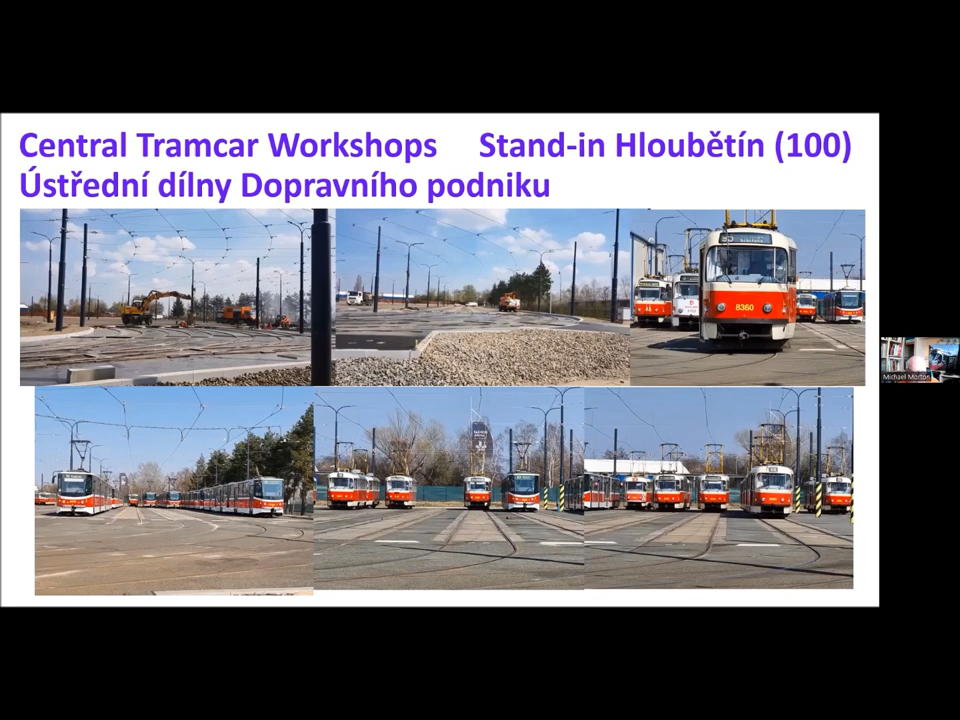 Central Tramcar Workshops Stand-in Hloubětín (100)
Ústřední dílny Dopravního podniku
8360
Michael Morton